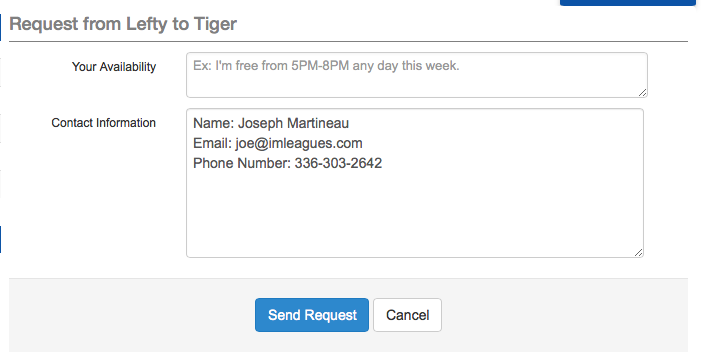 Request from Lefty to Tiger
Your Availability
Ex: I'm free from 5PM-8PM any day this week.
Contact Information
Name: Joseph Martineau
Email: joe@imleagues.com
Phone Number: 336-303-2642
Send Request
Cancel